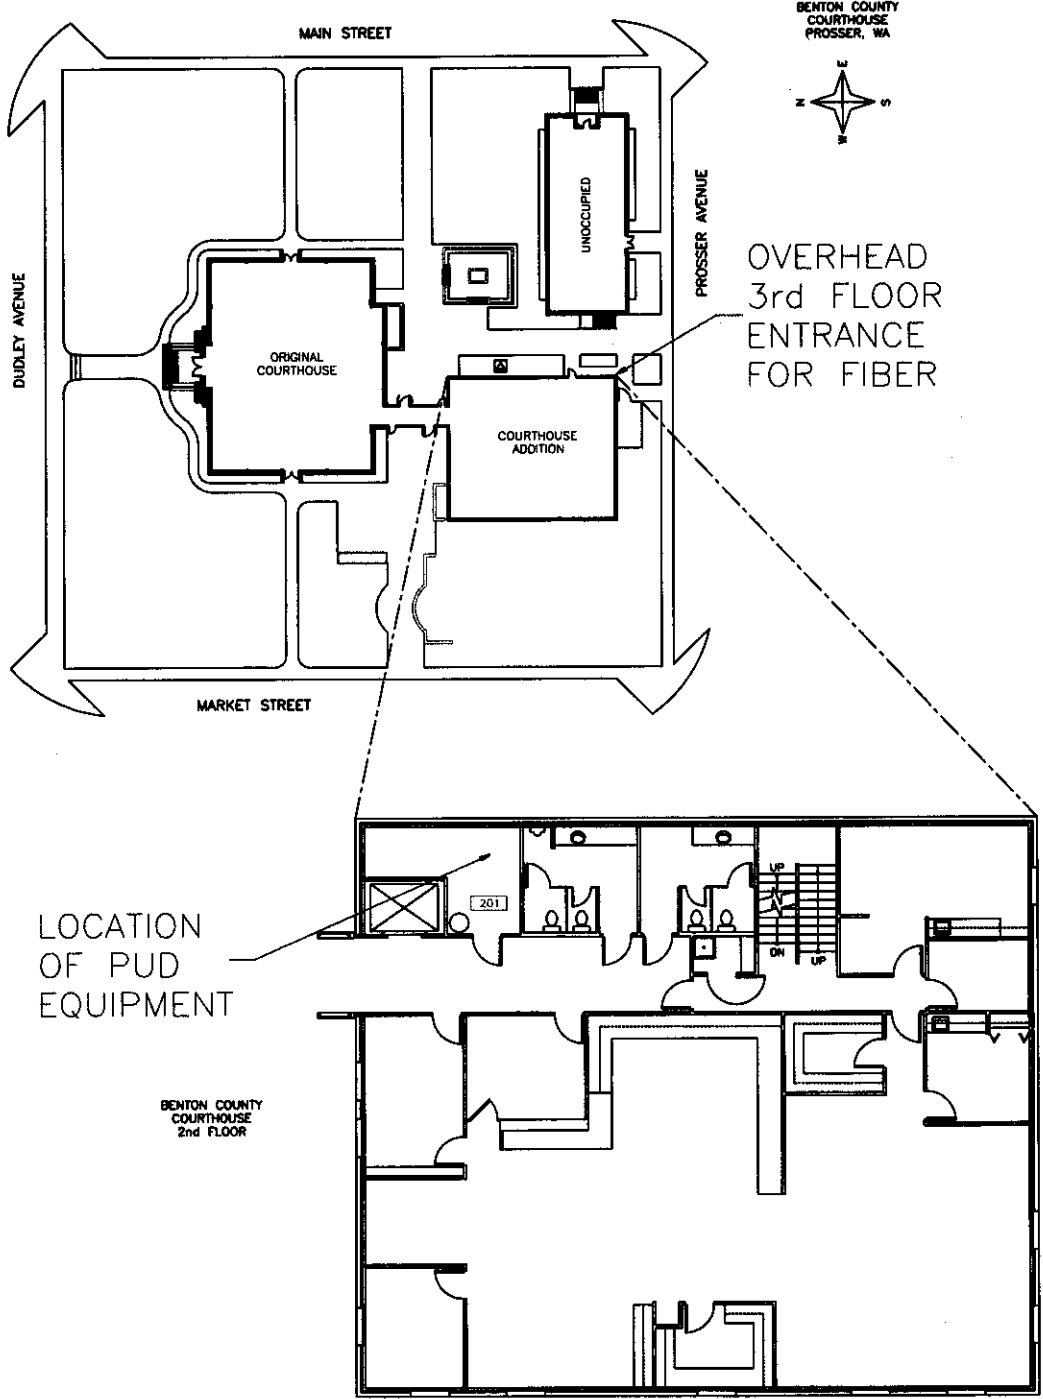 BENTON COUNTY
COURTHOUSE
PROSSER, WA
MAIN STREET
E
N
S
W
UNOCCUPIED
PROSSER AVENUE
DUDLEY AVENUE
OVERHEAD
3rd FLOOR
ENTRANCE
FOR FIBER
ORIGINAL
COURTHOUSE
COURTHOUSE
ADDITION
MARKET STREET
UP
201
DN
UP
LOCATION
OF PUD
EQUIPMENT
BENTON COUNTY
COURTHOUSE
2nd FLOOR